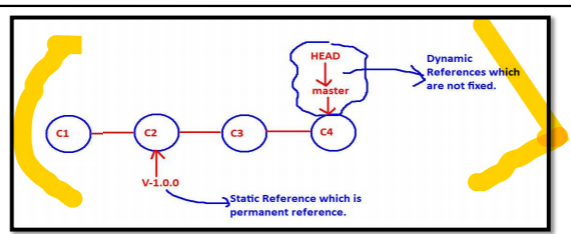 HEAD
master
Dynamic
References which
are not fixed.
C1
C2
C3
C4
V-1.0.0
Static Reference which is
permanent reference.